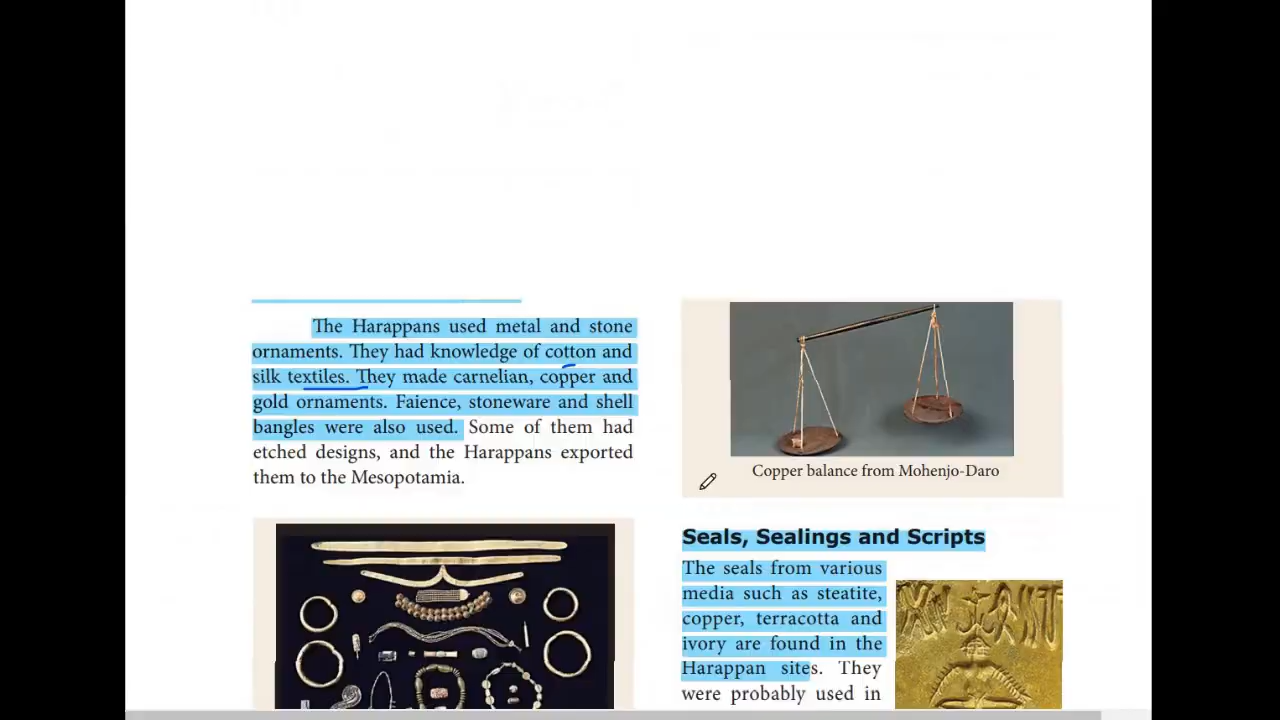 The Harappans used metal and stone
ornaments. They had knowledge of cotton and
silk textiles. They made carnelian, copper and
gold ornaments. Faience, stoneware and shell
bangles were also used. Some of them had
etched designs, and the Harappans exported
them to the Mesopotamia.
Copper balance from Mohenjo-Daro
Seals, Sealings and Scripts
The seals from various
media such as steatite,
copper, terracotta and
ivory are found in the
Harappan sites. They
were probably used in